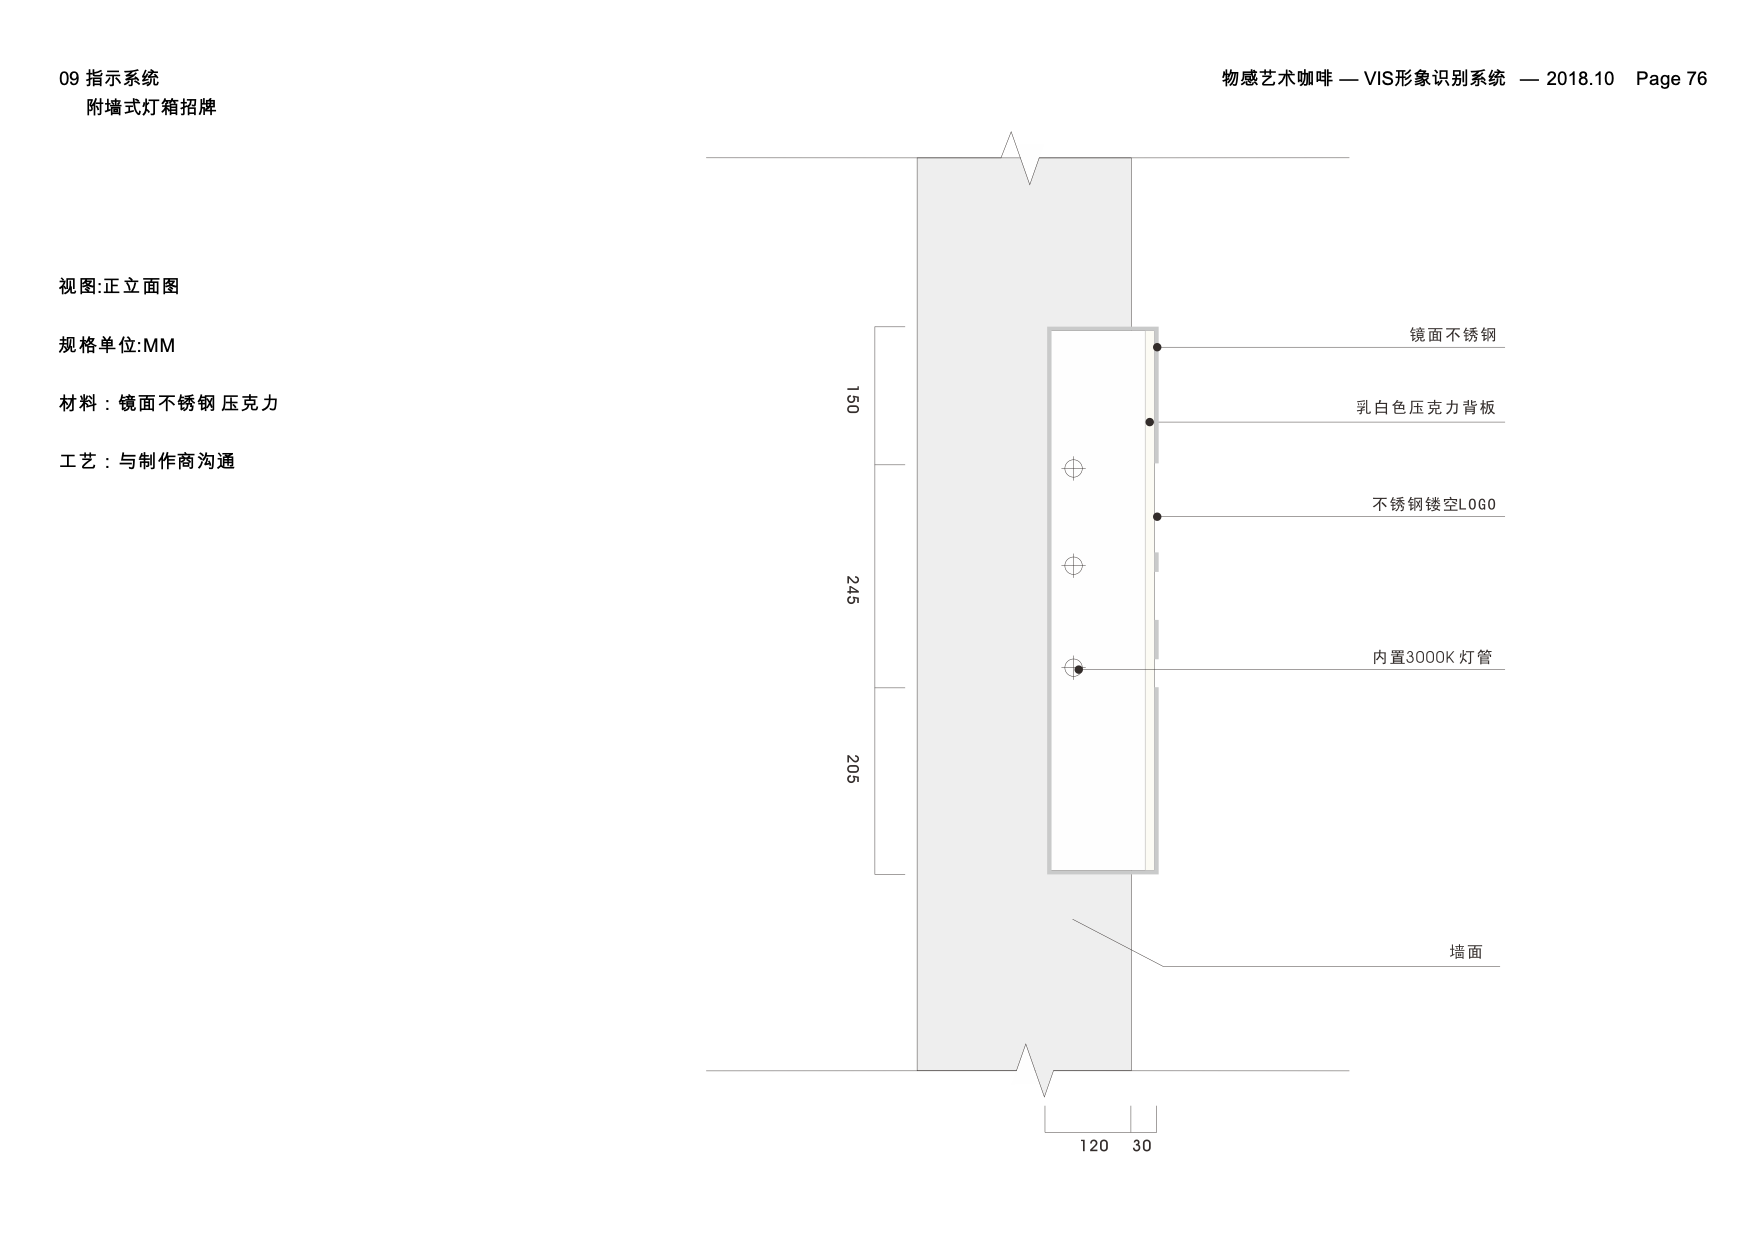 09 指示系统
附墙式灯箱招牌
物感艺术咖啡 — VIS形象识别系统 — 2018.10 Page 76
视图:正立面图
规格单位:MM
材料：镜面不锈钢 压克力
工艺：与制作商沟通
150
245
205
镜面不锈钢
乳白色压克力背板
不锈钢镂空LOGO
内置3000K 灯管
墙面
120 30